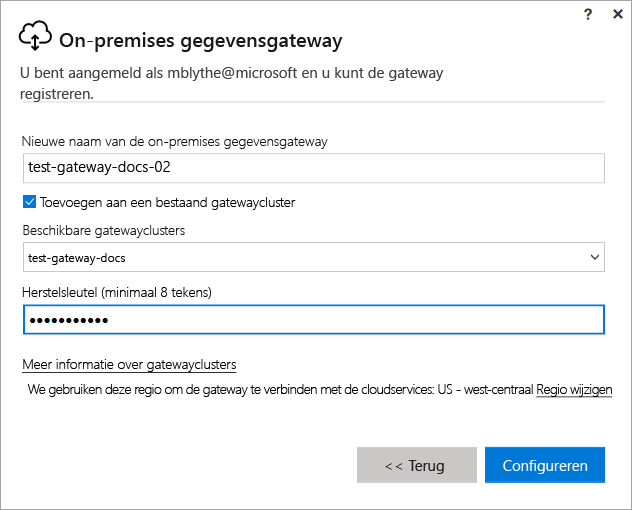 ? ×
On-premises gegevensgateway
U bent aangemeld als mblythe@microsoft en u kunt de gateway
registreren.
Nieuwe naam van de on-premises gegevensgateway
test-gateway-docs-02
Toevoegen aan een bestaand gatewaycluster
Beschikbare gatewayclusters
test-gateway-docs
Herstelsleutel (minimaal 8 tekens)
●●●●●●●●●●●
Meer informatie over gatewayclusters
We gebruiken deze regio om de gateway te verbinden met de cloudservices: US - west-centraal Regio wijzigen
<< Terug Configureren